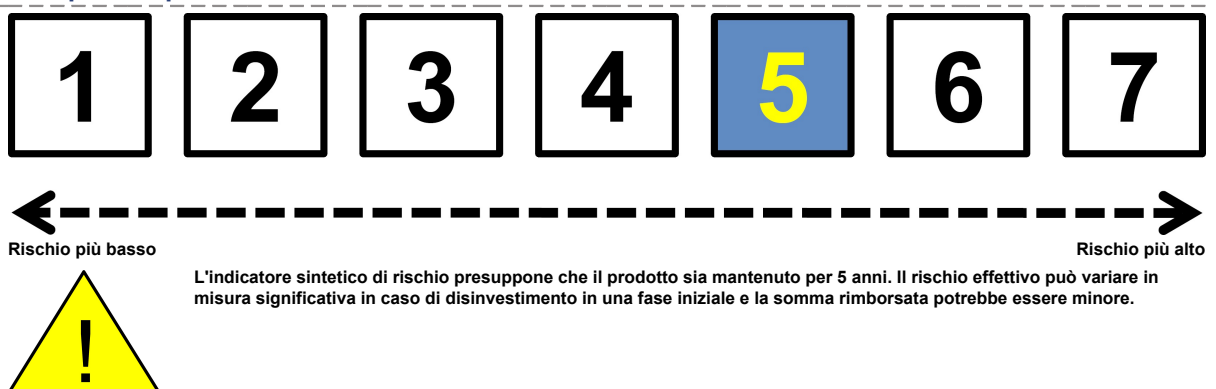 1 2 3 4 5 6 7
Rischio più basso Rischio più alto
L'indicatore sintetico di rischio presuppone che il prodotto sia mantenuto per 5 anni. Il rischio effettivo può variare in
misura significativa in caso di disinvestimento in una fase iniziale e la somma rimborsata potrebbe essere minore.
!